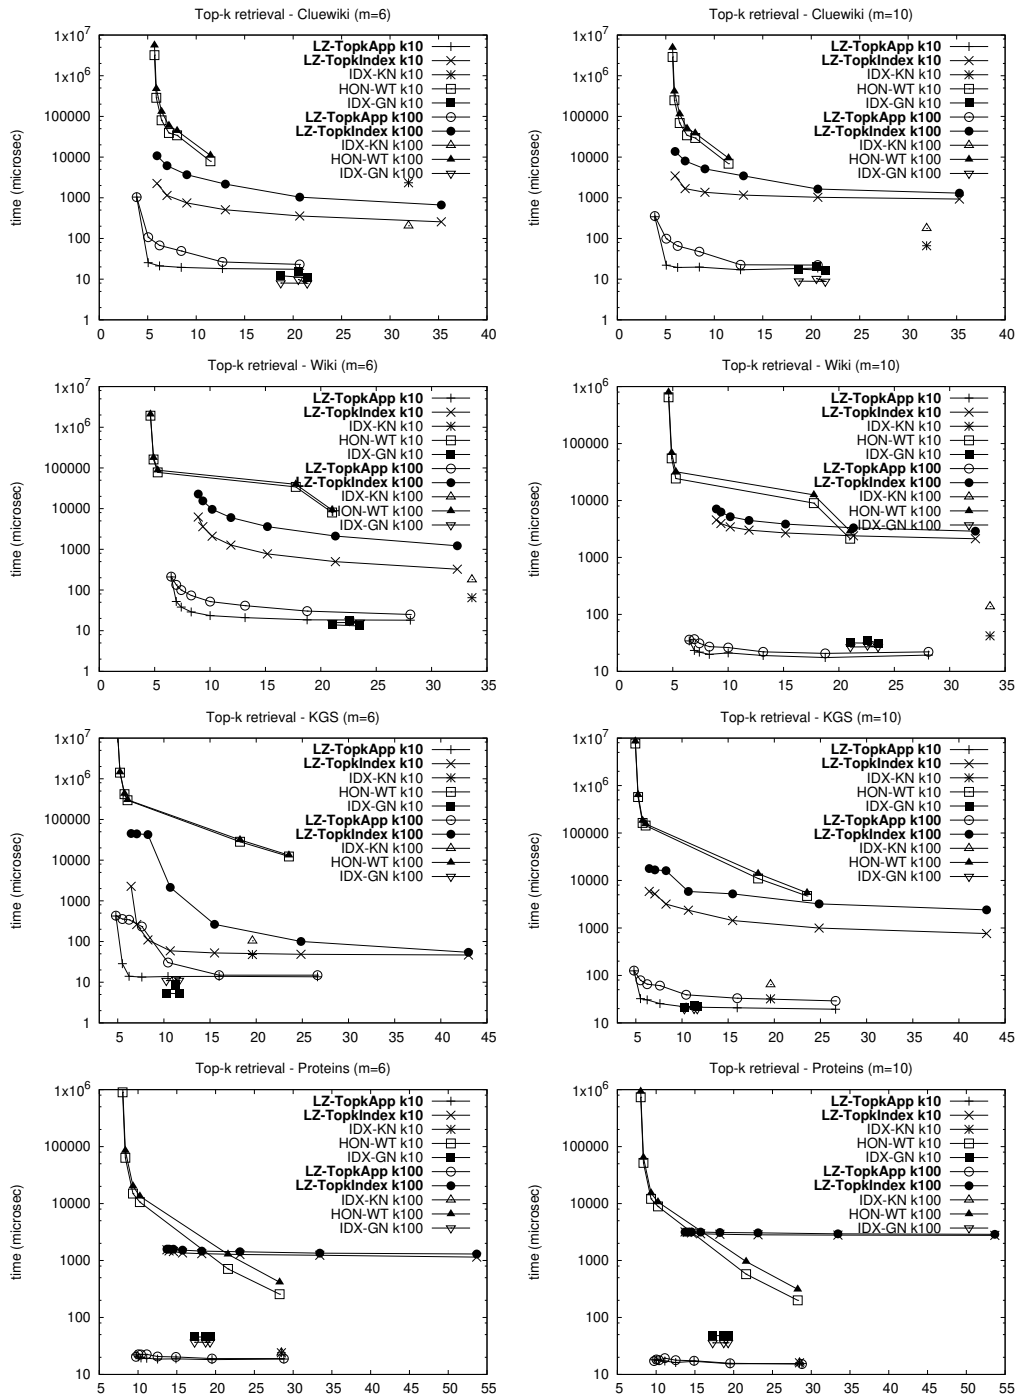 Top-k retrieval - Cluewiki (m=6)
time (microsec)
1x10^7
1x10^6
100000
10000
1000
100
10
1
0 5 10 15 20 25 30 35 40
LZ-TopkApp k10
LZ-TopkIndex k10
IDX-KN k10
HON-WT k10
IDX-GN k10
LZ-TopkApp k100
LZ-TopkIndex k100
IDX-KN k100
HON-WT k100
IDX-GN k100
Top-k retrieval - Cluewiki (m=10)
time (microsec)
1x10^7
1x10^6
100000
10000
1000
100
10
1
0 5 10 15 20 25 30 35 40
LZ-TopkApp k10
LZ-TopkIndex k10
IDX-KN k10
HON-WT k10
IDX-GN k10
LZ-TopkApp k100
LZ-TopkIndex k100
IDX-KN k100
HON-WT k100
IDX-GN k100
Top-k retrieval - Wiki (m=6)
time (microsec)
1x10^7
1x10^6
100000
10000
1000
100
10
1
0 5 10 15 20 25 30 35
LZ-TopkApp k10
LZ-TopkIndex k10
IDX-KN k10
HON-WT k10
IDX-GN k10
LZ-TopkApp k100
LZ-TopkIndex k100
IDX-KN k100
HON-WT k100
IDX-GN k100
Top-k retrieval - Wiki (m=10)
time (microsec)
1x10^6
100000
10000
1000
100
10
0 5 10 15 20 25 30 35
LZ-TopkApp k10
LZ-TopkIndex k10
IDX-KN k10
HON-WT k10
IDX-GN k10
LZ-TopkApp k100
LZ-TopkIndex k100
IDX-KN k100
HON-WT k100
IDX-GN k100
Top-k retrieval - KGS (m=6)
time (microsec)
1x10^7
1x10^6
100000
10000
1000
100
10
1
5 10 15 20 25 30 35 40 45
LZ-TopkApp k10
LZ-TopkIndex k10
IDX-KN k10
HON-WT k10
IDX-GN k10
LZ-TopkApp k100
LZ-TopkIndex k100
IDX-KN k100
HON-WT k100
IDX-GN k100
Top-k retrieval - KGS (m=10)
time (microsec)
1x10^7
1x10^6
100000
10000
1000
100
10
5 10 15 20 25 30 35 40 45
LZ-TopkApp k10
LZ-TopkIndex k10
IDX-KN k10
HON-WT k10
IDX-GN k10
LZ-TopkApp k100
LZ-TopkIndex k100
IDX-KN k100
HON-WT k100
IDX-GN k100
Top-k retrieval - Proteins (m=6)
time (microsec)
1x10^6
100000
10000
1000
100
10
5 10 15 20 25 30 35 40 45 50 55
LZ-TopkApp k10
LZ-TopkIndex k10
IDX-KN k10
HON-WT k10
IDX-GN k10
LZ-TopkApp k100
LZ-TopkIndex k100
IDX-KN k100
HON-WT k100
IDX-GN k100
Top-k retrieval - Proteins (m=10)
time (microsec)
1x10^6
100000
10000
1000
100
10
5 10 15 20 25 30 35 40 45 50 55
LZ-TopkApp k10
LZ-TopkIndex k10
IDX-KN k10
HON-WT k10
IDX-GN k10
LZ-TopkApp k100
LZ-TopkIndex k100
IDX-KN k100
HON-WT k100
IDX-GN k100